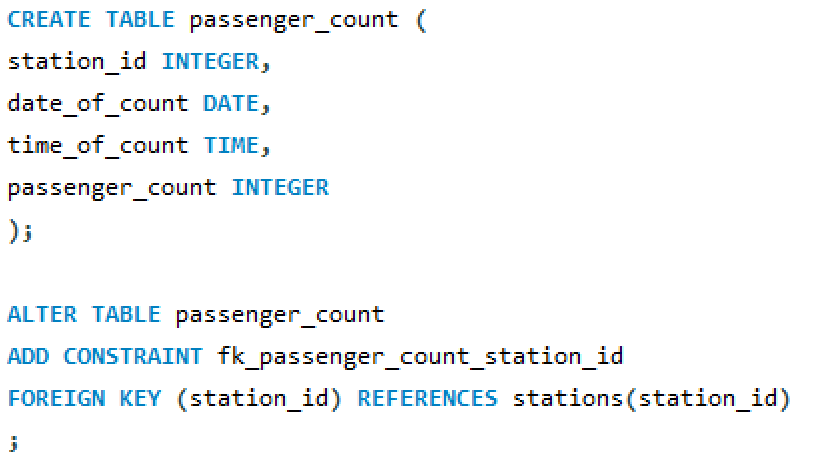 CREATE TABLE passenger_count (
station_id INTEGER,
date_of_count DATE,
time_of_count TIME,
passenger_count INTEGER
);
ALTER TABLE passenger_count
ADD CONSTRAINT fk_passenger_count_station_id
FOREIGN KEY (station_id) REFERENCES stations(station_id)
;